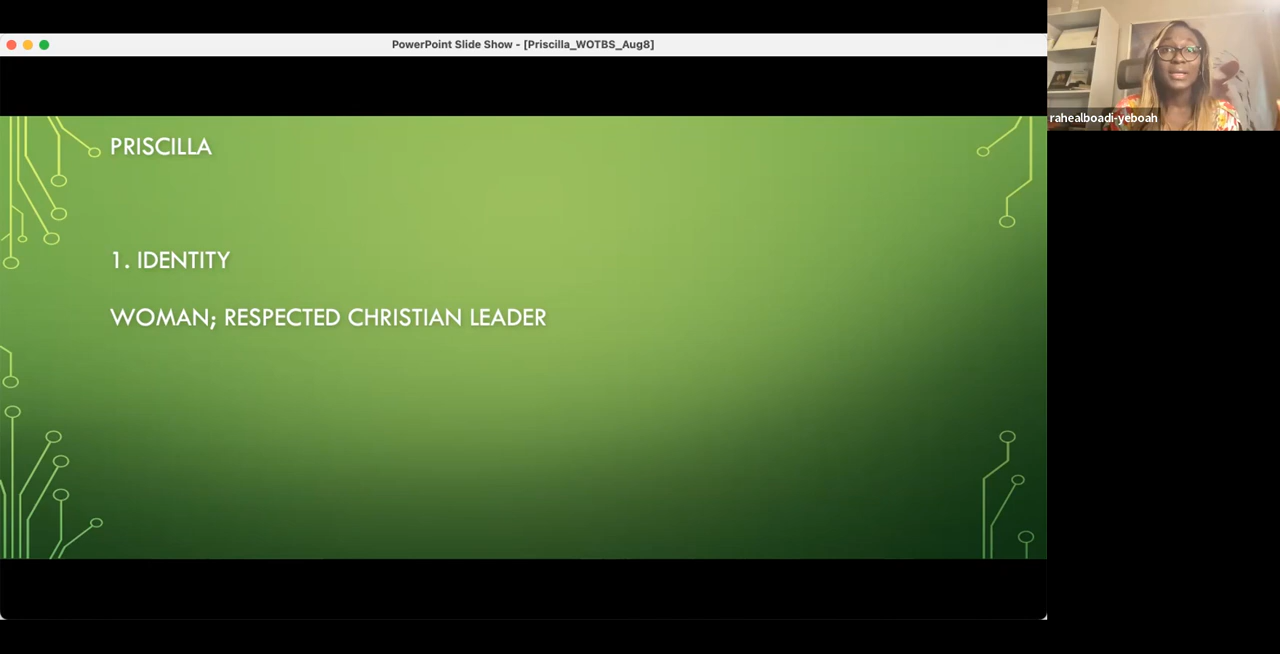 PowerPoint Slide Show - [Priscilla_WOTBS_Aug8]
rahealboadi-yeboah
PRISCILLA
1. IDENTITY
WOMAN; RESPECTED CHRISTIAN LEADER